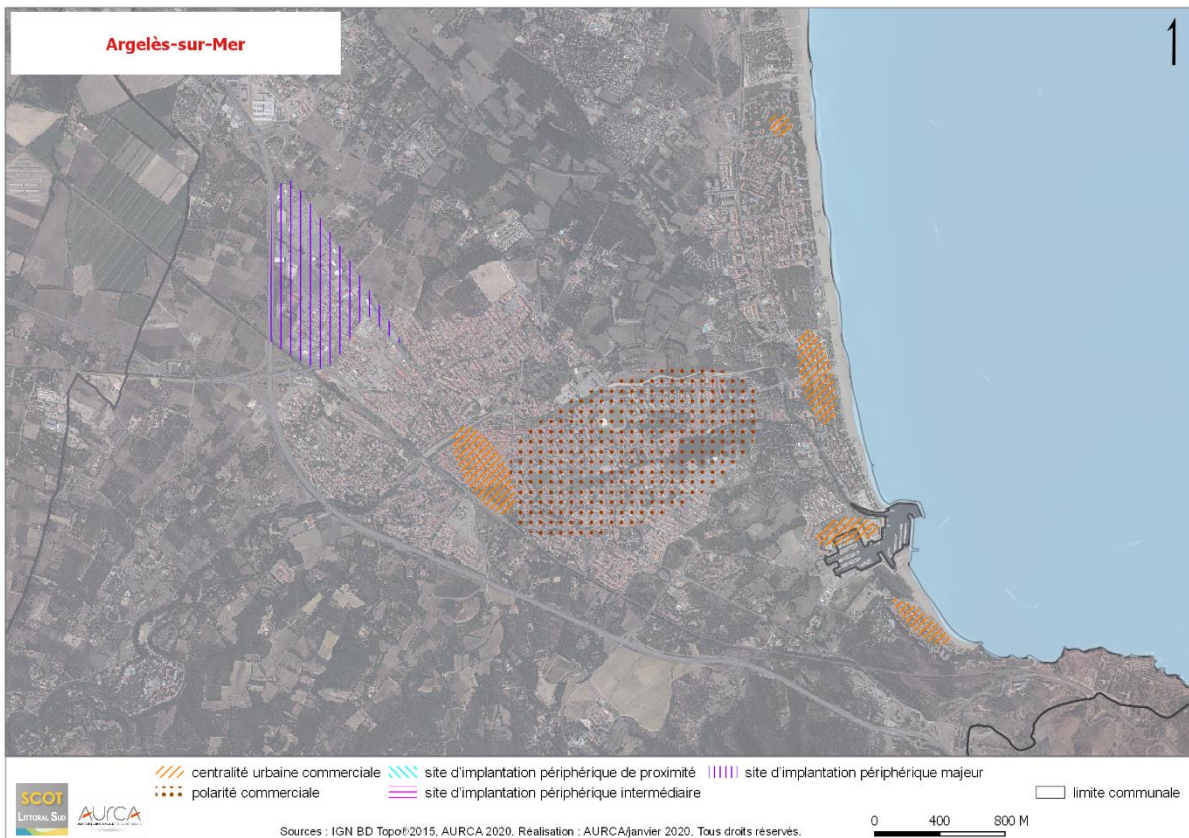 Argelès-sur-Mer
1
centralité urbaine commerciale
site d'implantation périphérique de proximité
site d'implantation périphérique majeur
polarité commerciale
site d'implantation périphérique intermédiaire
limite communale
SCOT
LITTORAL SUD
AURCA
0 400 800 M
Sources : IGN BD Topo®2015, AURCA 2020. Réalisation : AURCA/janvier 2020. Tous droits réservés.